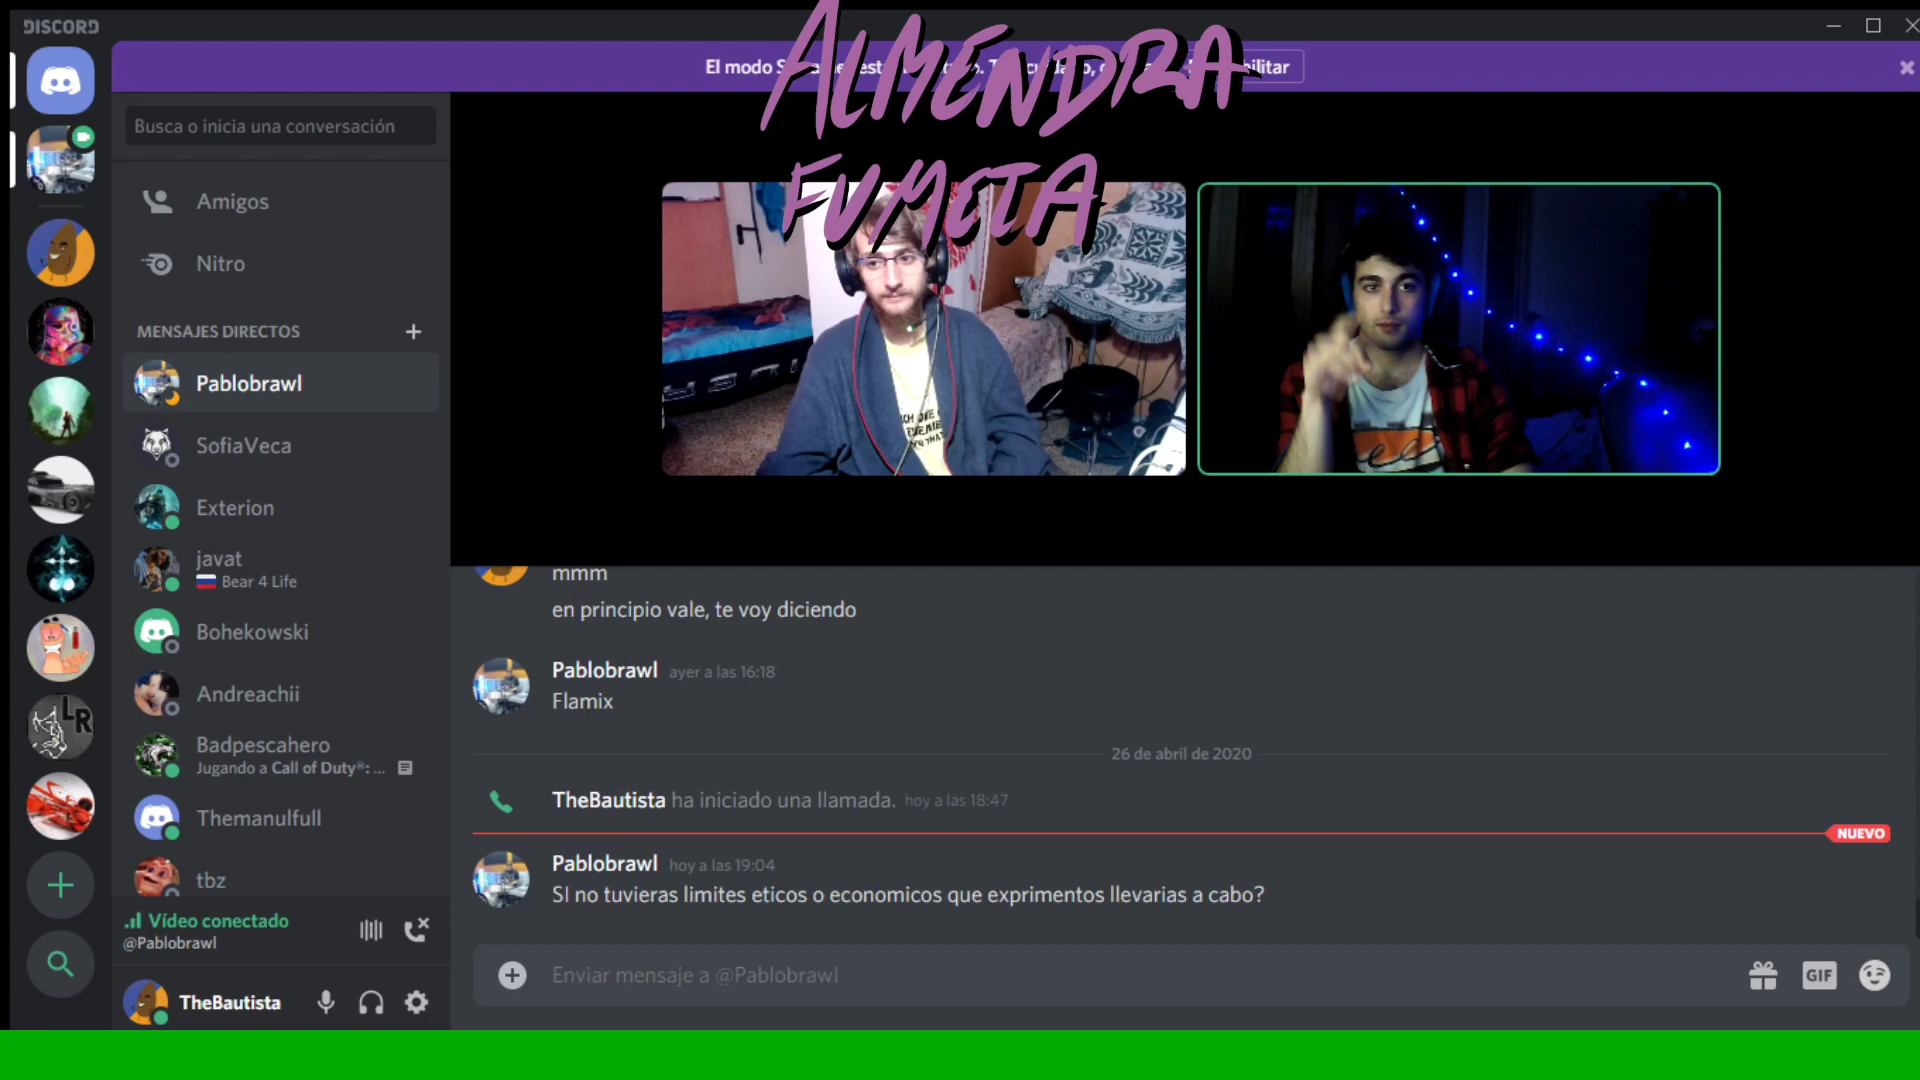 DISCORD
ALMENDRA
FUMETA
Busca o inicia una conversación
Amigos
Nitro
MENSAJES DIRECTOS
Pablobrawl
SofiaVeca
Exterion
javat
Bear 4 Life
Bohekowski
Andreachii
Badpescahero
Jugando a Call of Duty®: ...
Themanulfull
tbz
Vídeo conectado
@Pablobrawl
TheBautista
LR
mmm
en principio vale, te voy diciendo
Pablobrawl ayer a las 16:18
Flamix
26 de abril de 2020
TheBautista ha iniciado una llamada. hoy a las 18:47
NUEVO
Pablobrawl hoy a las 19:04
SI no tuvieras limites eticos o economicos que exprimentos llevarias a cabo?
Enviar mensaje a @Pablobrawl
GIF